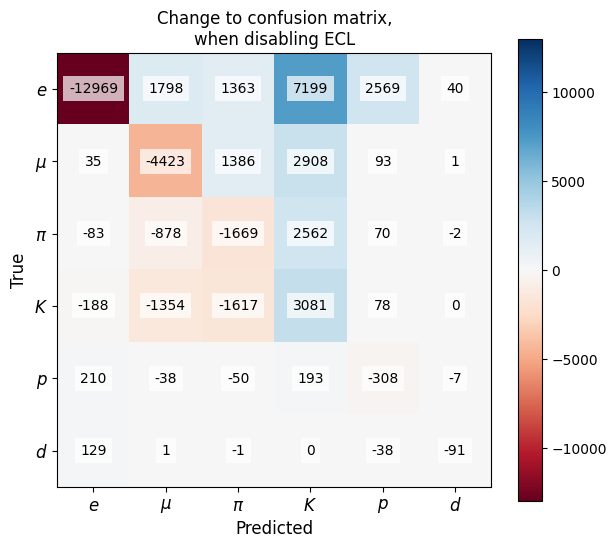 Change to confusion matrix,
when disabling ECL
e -12969 1798 1363 7199 2569 40
μ 35 -4423 1386 2908 93 1
π -83 -878 -1669 2562 70 -2
K -188 -1354 -1617 3081 78 0
p 210 -38 -50 193 -308 -7
d 129 1 -1 0 -38 -91
e μ π K p d
Predicted
True
10000
5000
0
−5000
−10000